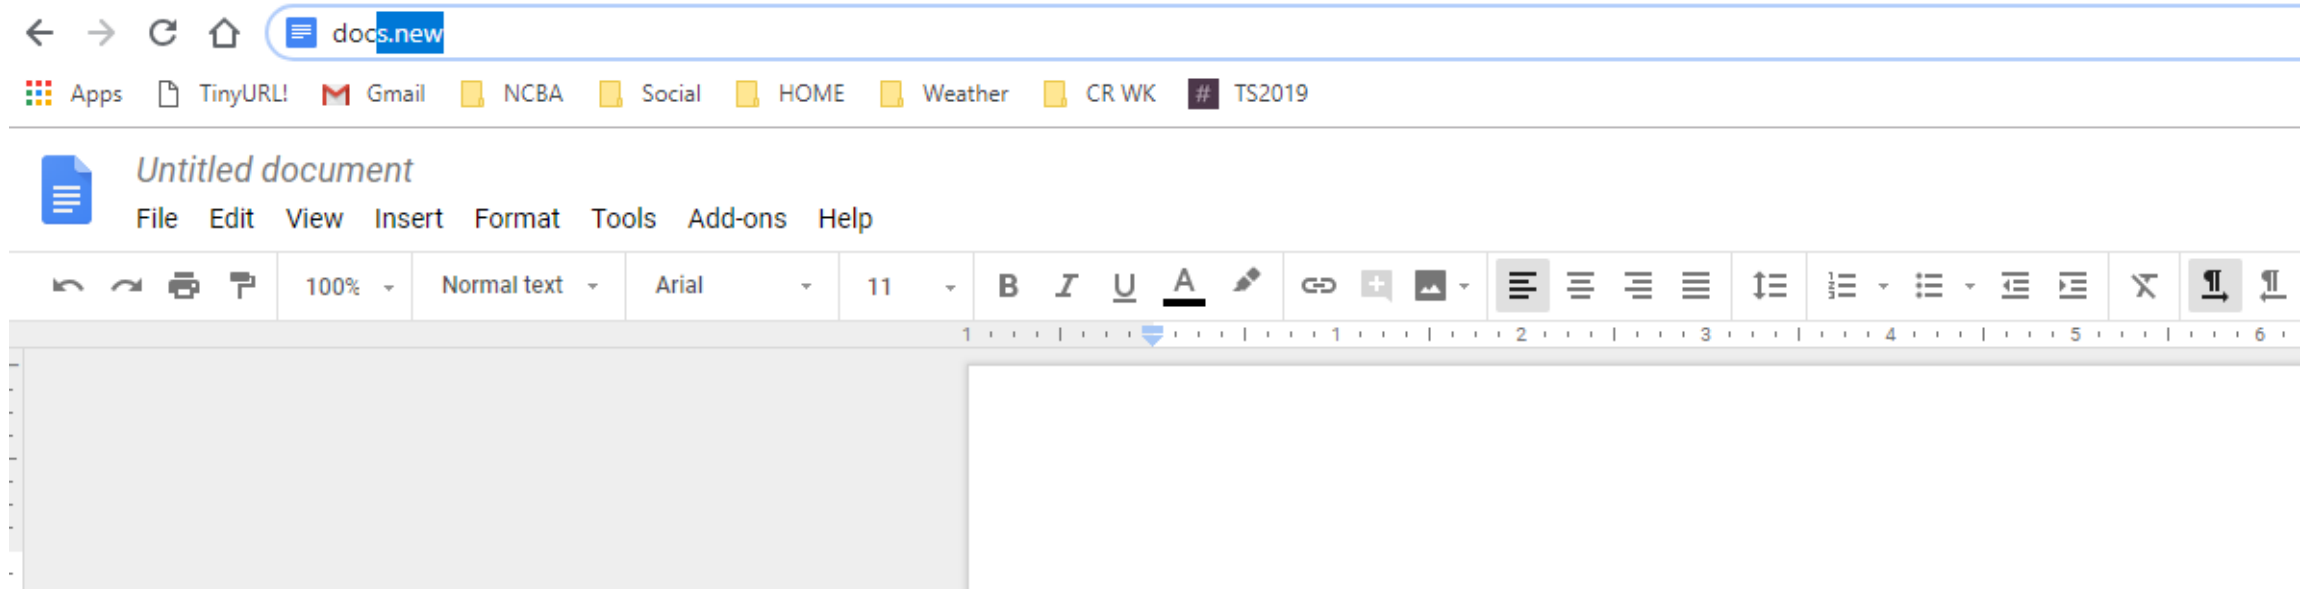 docs.new
Apps TinyURL! Gmail NCBA Social HOME Weather CR WK # TS2019
Untitled document
File Edit View Insert Format Tools Add-ons Help
100% Normal text Arial 11 B I U A
1 1 2 3 4 5 6